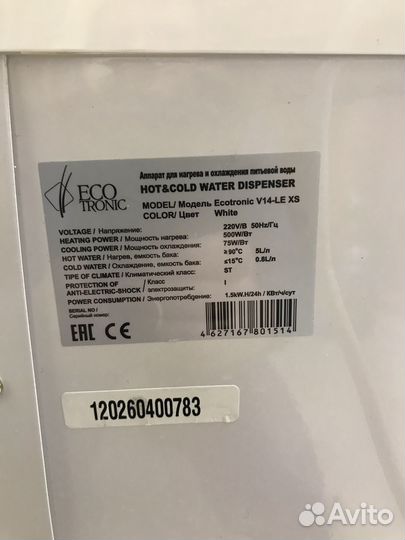 ECO
TRONIC
Аппарат для нагрева и охлаждения питьевой воды
HOT&COLD WATER DISPENSER
MODEL/ Модель Ecotronic V14-LE XS
COLOR/ Цвет White
VOLTAGE / Напряжение: 220V/В 50Hz/Гц
HEATING POWER / Мощность нагрева: 500W/Вт
COOLING POWER / Мощность охлаждения: 75W/Вт
HOT WATER / Нагрев, емкость бака: ≥90°C 5L/л
COLD WATER / Охлаждение, емкость бака: ≤15°C 0.8L/л
TYPE OF CLIMATE / Климатический класс: ST
PROTECTION OF ANTI-ELECTRIC-SHOCK / Класс электрозащиты: I
POWER CONSUMPTION / Энергопотребление: 1.5kW.H/24h / КВт/ч/сут
SERIAL NO /
Серийный номер:
EAC CE
4627167801514
120260400783
Avito